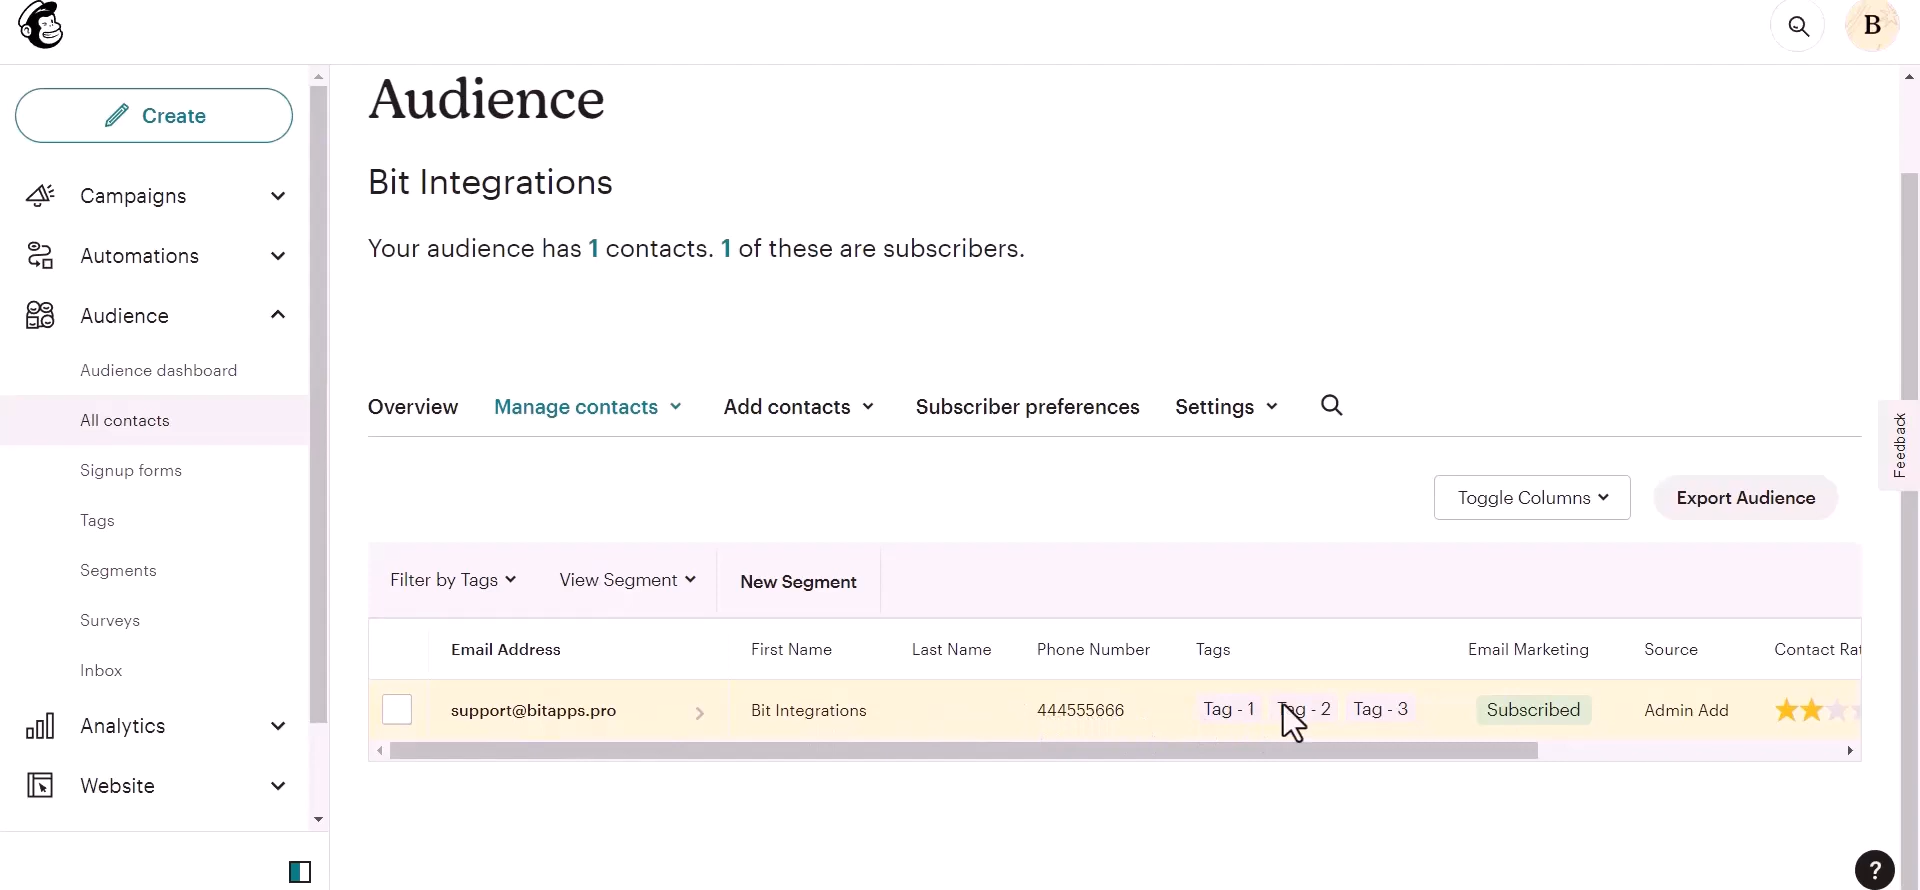 B
Create
Campaigns
Automations
Audience
Audience dashboard
All contacts
Signup forms
Tags
Segments
Surveys
Inbox
Analytics
Website
Audience
Bit Integrations
Your audience has 1 contacts. 1 of these are subscribers.
Overview Manage contacts Add contacts Subscriber preferences Settings
Toggle Columns Export Audience
Filter by Tags View Segment New Segment
Email Address First Name Last Name Phone Number Tags Email Marketing Source Contact Rat
support@bitapps.pro Bit Integrations 444555666 Tag - 1 Tag - 2 Tag - 3 Subscribed Admin Add
Feedback
?